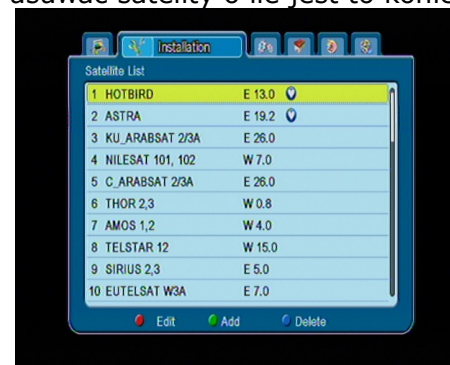 usuwać satelity o ile jest to konie
Installation
Satellite List
1 HOTBIRD E 13.0
2 ASTRA E 19.2
3 KU_ARABSAT 2/3A E 26.0
4 NILESAT 101, 102 W 7.0
5 C_ARABSAT 2/3A E 26.0
6 THOR 2,3 W 0.8
7 AMOS 1,2 W 4.0
8 TELSTAR 12 W 15.0
9 SIRIUS 2,3 E 5.0
10 EUTELSAT W3A E 7.0
Edit Add Delete